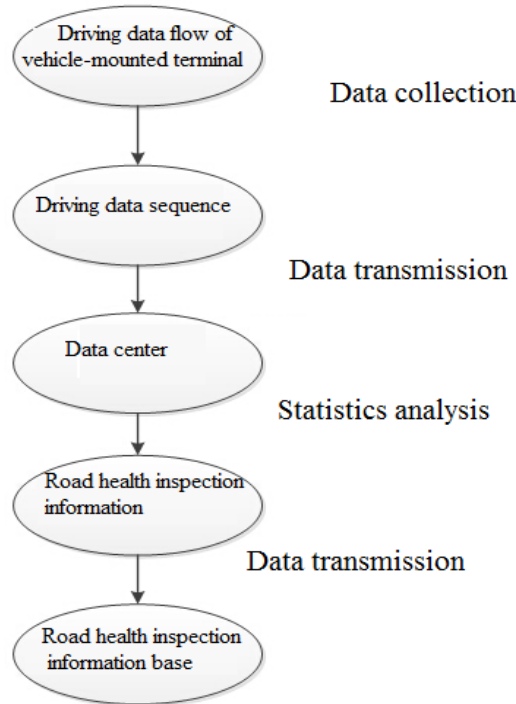 Driving data flow of
vehicle-mounted terminal
Data collection
Driving data sequence
Data transmission
Data center
Statistics analysis
Road health inspection
information
Data transmission
Road health inspection
information base